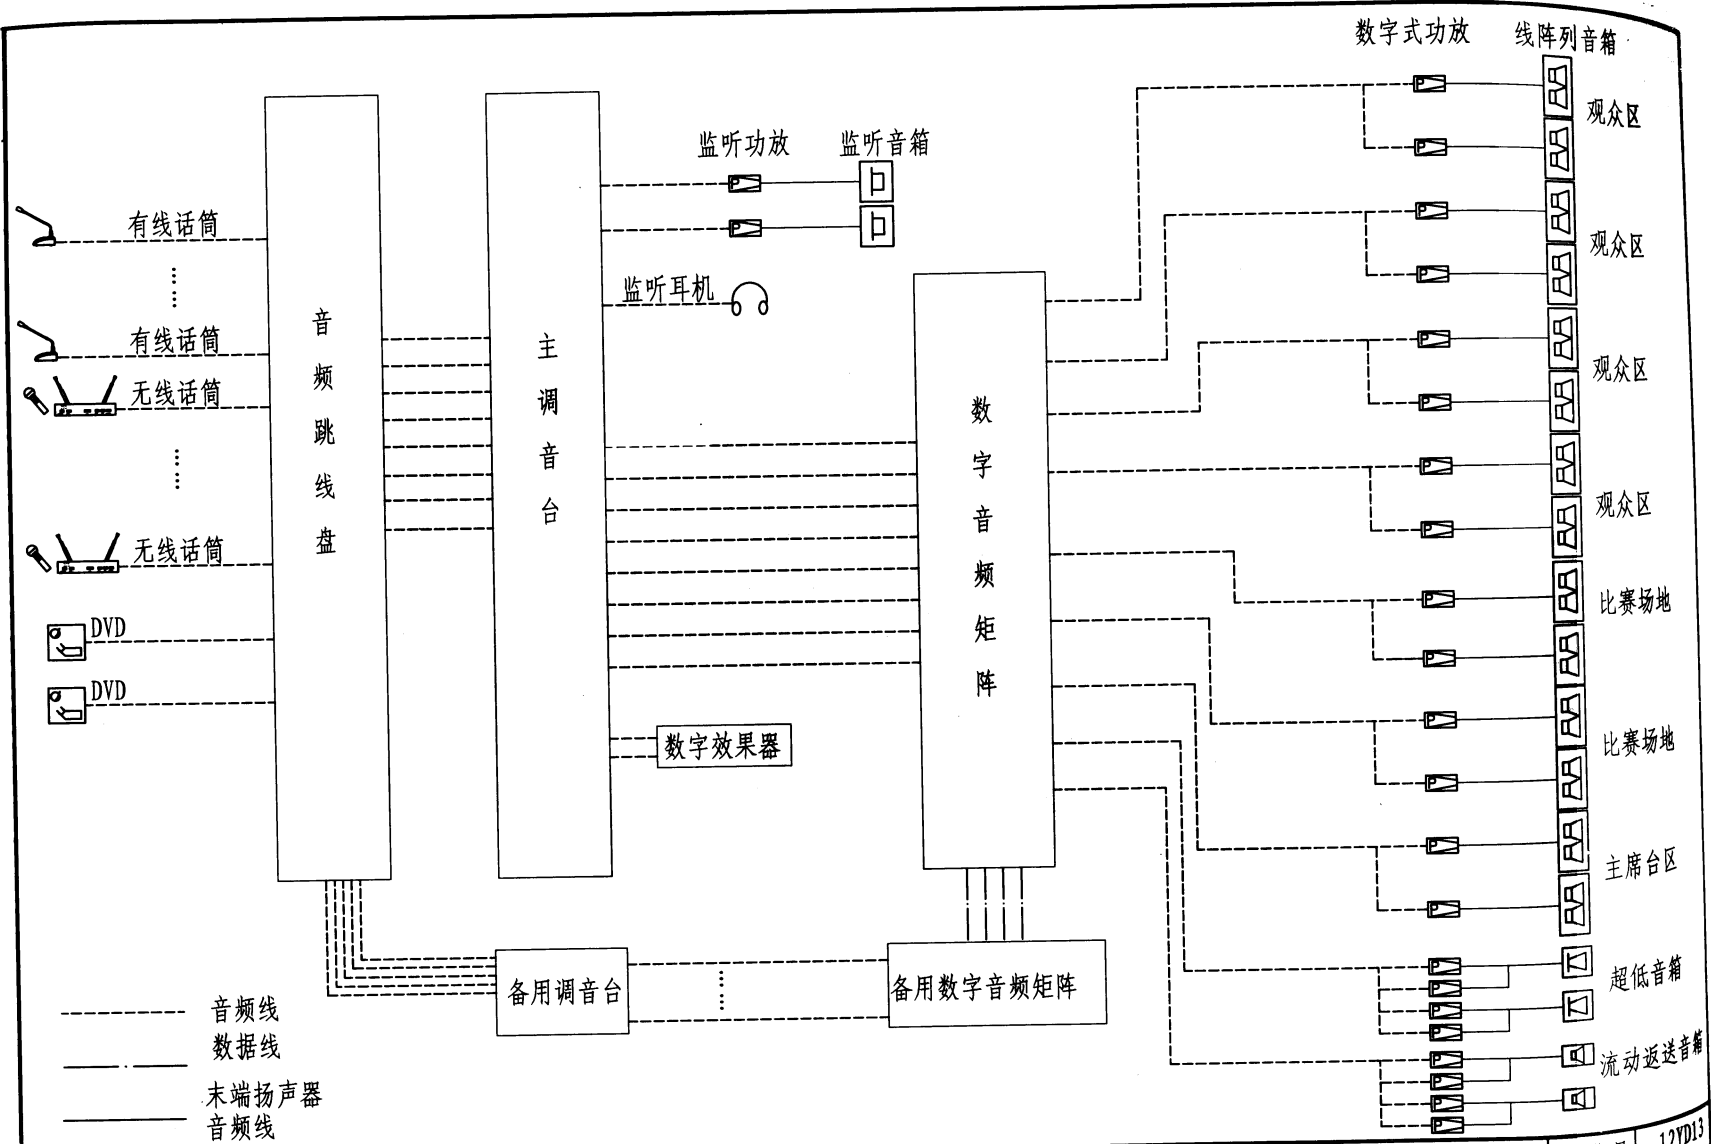 数字式功放 线阵列音箱
观众区
监听功放 监听音箱
有线话筒
观众区
监听耳机
音频跳线盘
主调音台
有线话筒
观众区
无线话筒
数字音频矩阵
观众区
无线话筒
比赛场地
DVD
DVD
数字效果器
比赛场地
主席台区
备用调音台
备用数字音频矩阵
超低音箱
流动返送音箱
音频线
数据线
末端扬声器
音频线
12YD13